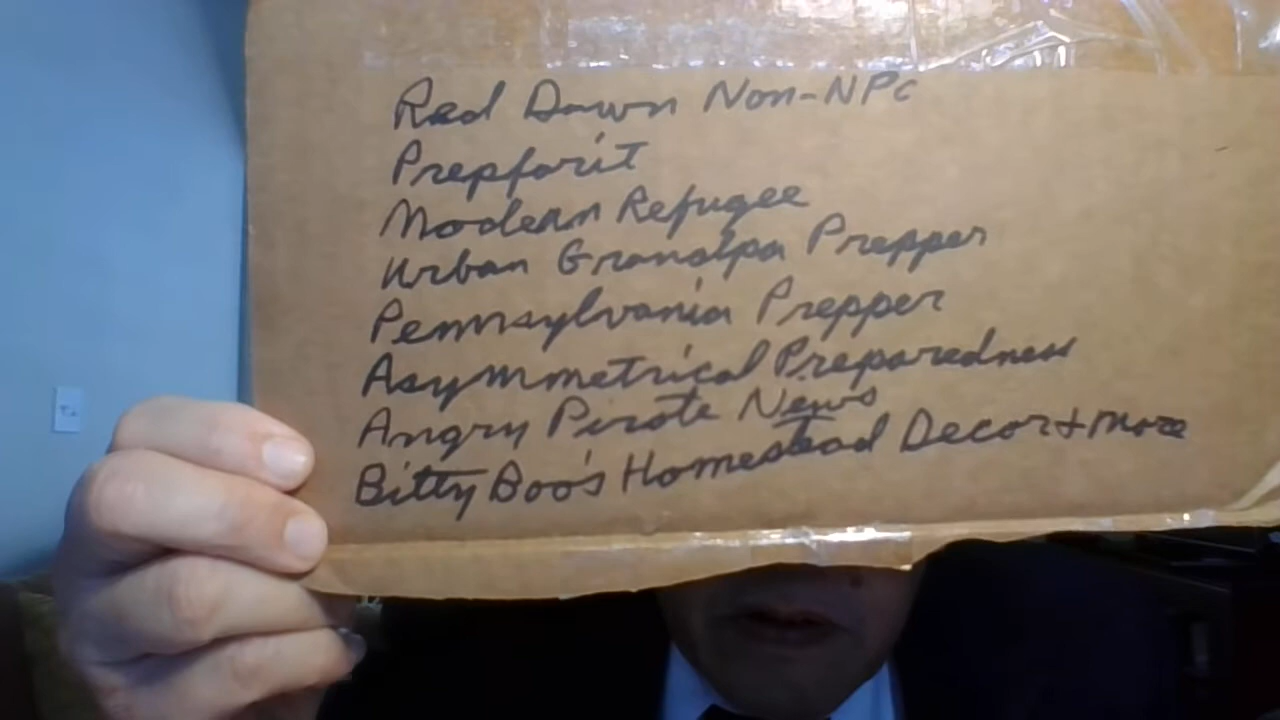 Red Dawn Non-NPC
Prepforit
Modern Refugee
Urban Grandpa Prepper
Pennsylvania Prepper
Asymmetrical Preparedness
Angry Pirate News
Bitty Boo's Homestead Decor + More